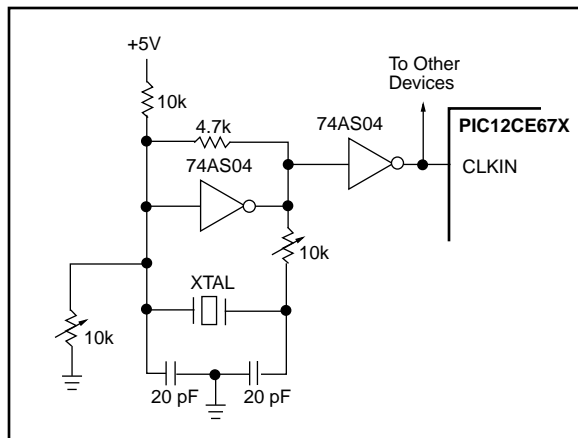 +5V
To Other
Devices
10k
4.7k
74AS04
PIC12CE67X
74AS04
CLKIN
10k
XTAL
10k
20 pF
20 pF